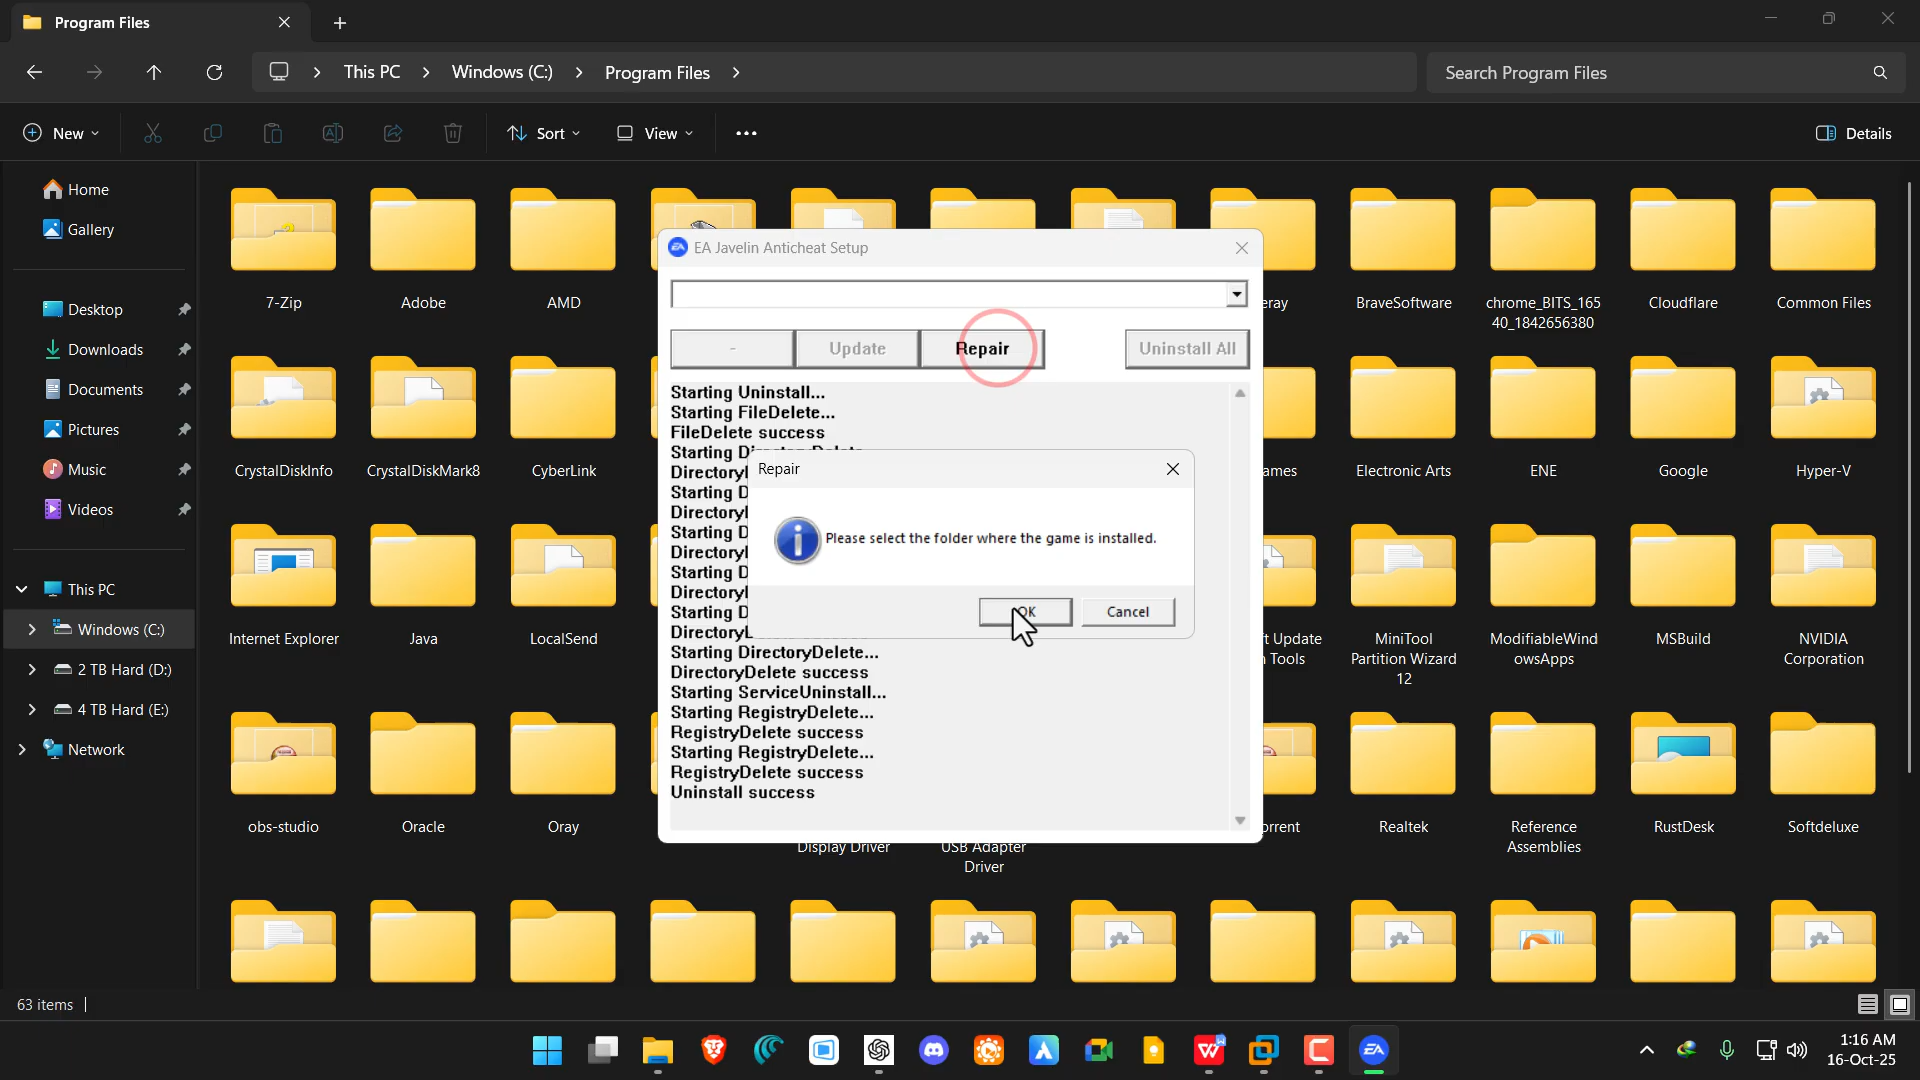 Program Files
This PC
Windows (C:)
Program Files
Search Program Files
New
Sort
View
Details
Home
Gallery
Desktop
Downloads
Documents
Pictures
Music
Videos
This PC
Windows (C:)
2 TB Hard (D:)
4 TB Hard (E:)
Network
7-Zip
Adobe
AMD
BraveSoftware
chrome_BITS_165
40_1842656380
Cloudflare
Common Files
EA Javelin Anticheat Setup
-
Update
Repair
Uninstall All
Starting Uninstall...
Starting FileDelete...
FileDelete success
Repair
Please select the folder where the game is installed.
OK
Cancel
Starting DirectoryDelete...
DirectoryDelete success
Starting ServiceUninstall...
Starting RegistryDelete...
RegistryDelete success
Starting RegistryDelete...
RegistryDelete success
Uninstall success
CrystalDiskInfo
CrystalDiskMark8
CyberLink
Electronic Arts
ENE
Google
Hyper-V
Internet Explorer
Java
LocalSend
MiniTool
Partition Wizard
12
ModifiableWind
owsApps
MSBuild
NVIDIA
Corporation
obs-studio
Oracle
Oray
Display Driver
USB Adapter
Driver
Realtek
Reference
Assemblies
RustDesk
Softdeluxe
63 items
1:16 AM
16-Oct-25